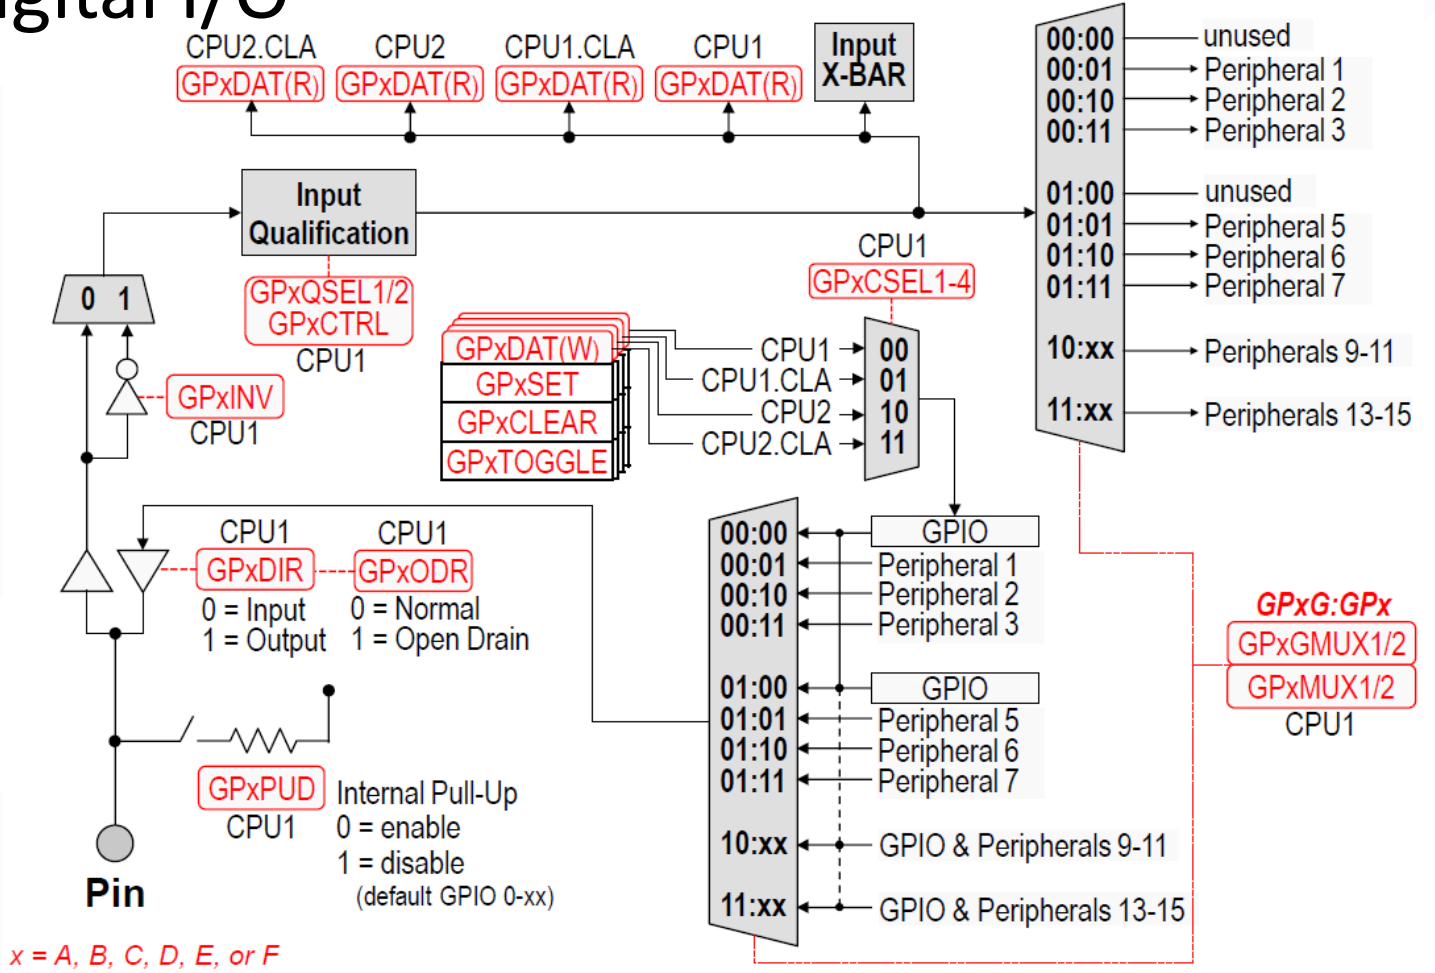 Digital I/O
CPU2.CLA
CPU2
CPU1.CLA
CPU1
GPxDAT(R)
GPxDAT(R)
GPxDAT(R)
GPxDAT(R)
Input
X-BAR
00:00
unused
00:01
Peripheral 1
00:10
Peripheral 2
00:11
Peripheral 3
01:00
unused
01:01
Peripheral 5
01:10
Peripheral 6
01:11
Peripheral 7
10:xx
Peripherals 9-11
11:xx
Peripherals 13-15
Input
Qualification
GPxQSEL1/2
GPxCTRL
CPU1
0 1
GPxINV
CPU1
CPU1
GPxCSEL1-4
GPxDAT(W)
GPxSET
GPxCLEAR
GPxTOGGLE
CPU1
00
CPU1.CLA
01
CPU2
10
CPU2.CLA
11
CPU1
GPxDIR
0 = Input
1 = Output
CPU1
GPxODR
0 = Normal
1 = Open Drain
00:00
GPIO
00:01
Peripheral 1
00:10
Peripheral 2
00:11
Peripheral 3
01:00
GPIO
01:01
Peripheral 5
01:10
Peripheral 6
01:11
Peripheral 7
10:xx
GPIO & Peripherals 9-11
11:xx
GPIO & Peripherals 13-15
GPxG:GPx
GPxGMUX1/2
GPxMUX1/2
CPU1
GPxPUD
CPU1
Internal Pull-Up
0 = enable
1 = disable
(default GPIO 0-xx)
Pin
x = A, B, C, D, E, or F